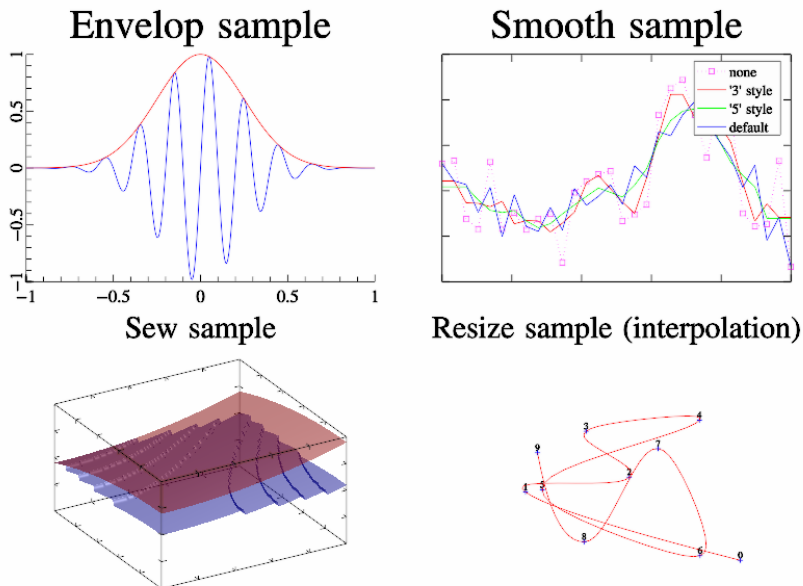 Envelop sample
Smooth sample
1
0.5
0
−0.5
−1
−1
−0.5
0
0.5
1
none
'3' style
'5' style
default
Sew sample
Resize sample (interpolation)
4
3
7
9
2
1
5
8
6
0